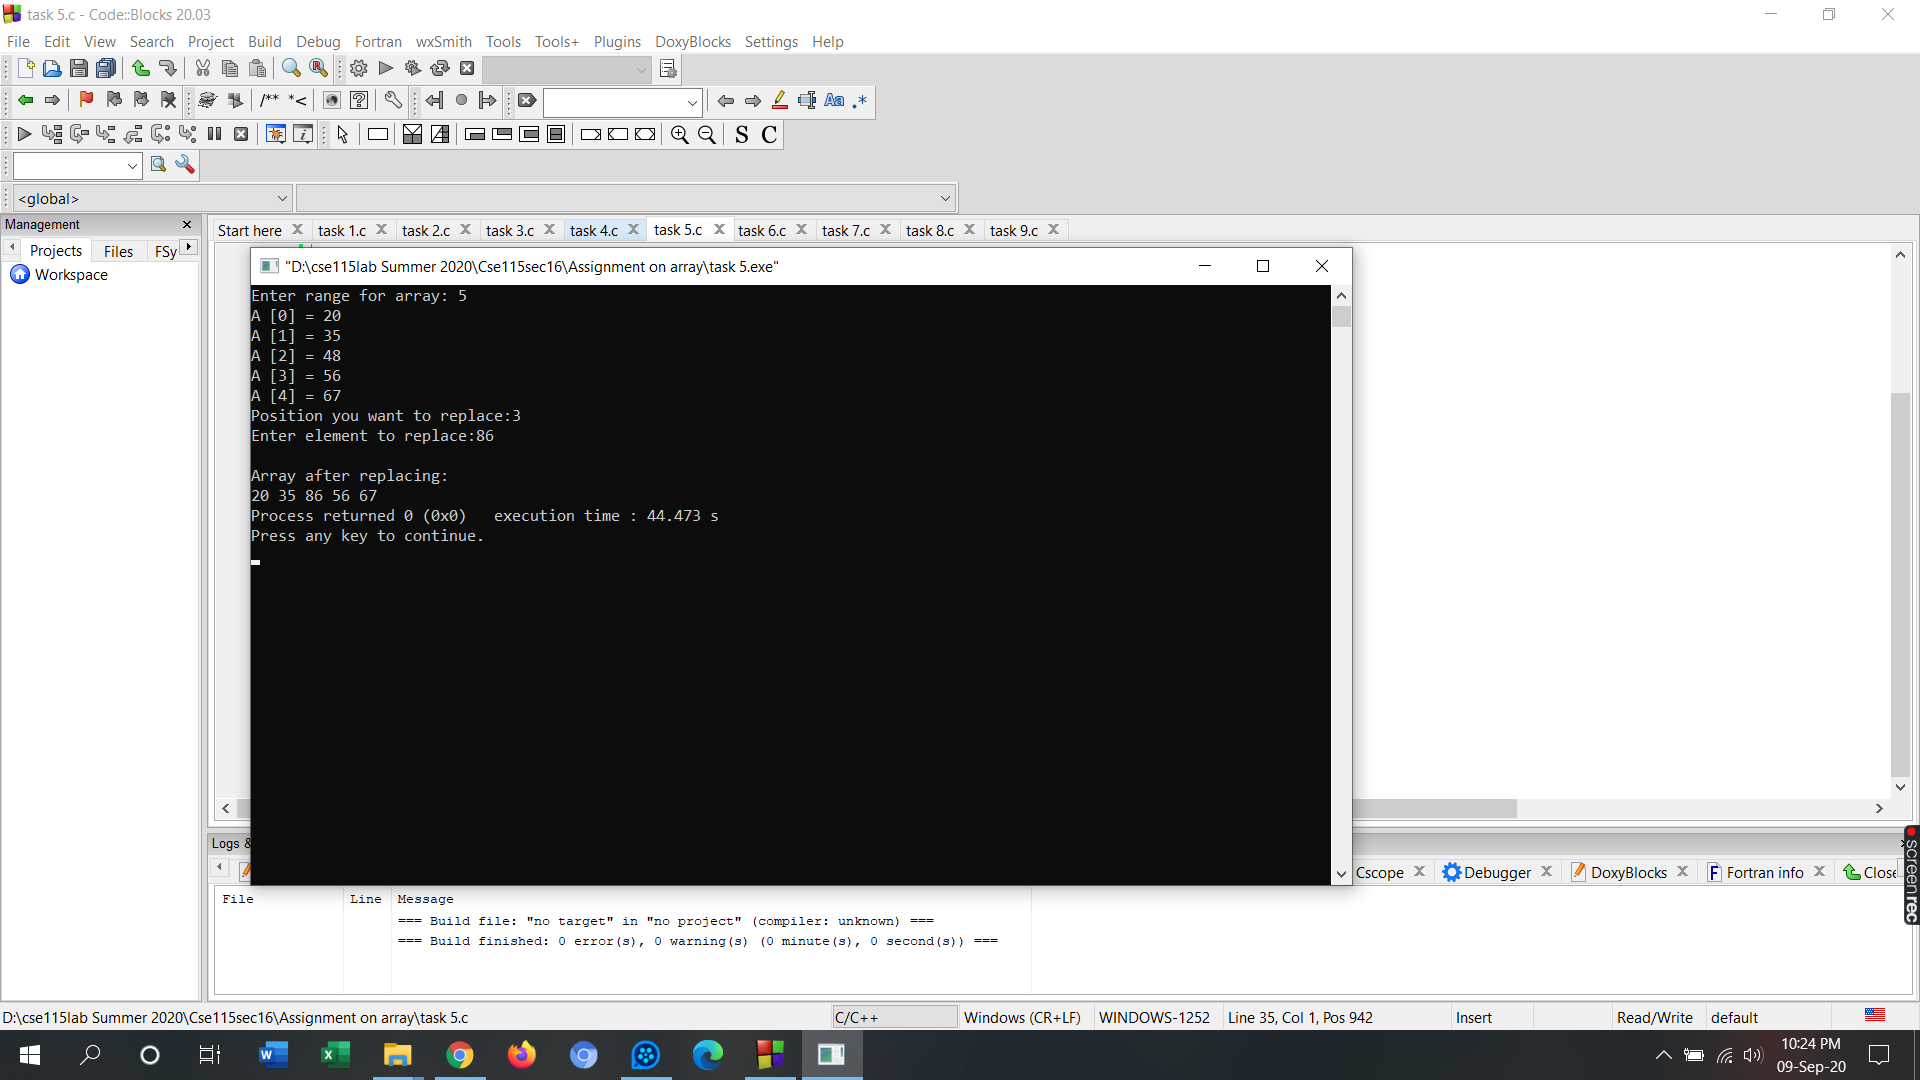 task 5.c - Code::Blocks 20.03
File Edit View Search Project Build Debug Fortran wxSmith Tools Tools+ Plugins DoxyBlocks Settings Help
/** *< Aa .*
S C
<global>
Management
Projects Files FSy
Workspace
Start here task 1.c task 2.c task 3.c task 4.c task 5.c task 6.c task 7.c task 8.c task 9.c
"D:\cse115lab Summer 2020\Cse115sec16\Assignment on array\task 5.exe"
Enter range for array: 5
A [0] = 20
A [1] = 35
A [2] = 48
A [3] = 56
A [4] = 67
Position you want to replace:3
Enter element to replace:86
Array after replacing:
20 35 86 56 67
Process returned 0 (0x0)   execution time : 44.473 s
Press any key to continue.
Logs &
Cscope Debugger DoxyBlocks Fortran info Close
File Line Message
=== Build file: "no target" in "no project" (compiler: unknown) ===
=== Build finished: 0 error(s), 0 warning(s) (0 minute(s), 0 second(s)) ===
screenrec
D:\cse115lab Summer 2020\Cse115sec16\Assignment on array\task 5.c C/C++ Windows (CR+LF) WINDOWS-1252 Line 35, Col 1, Pos 942 Insert Read/Write default
10:24 PM
09-Sep-20